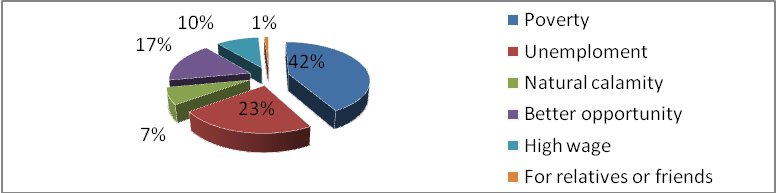 10%
1%
17%
42%
23%
7%
Poverty
Unemploment
Natural calamity
Better opportunity
High wage
For relatives or friends